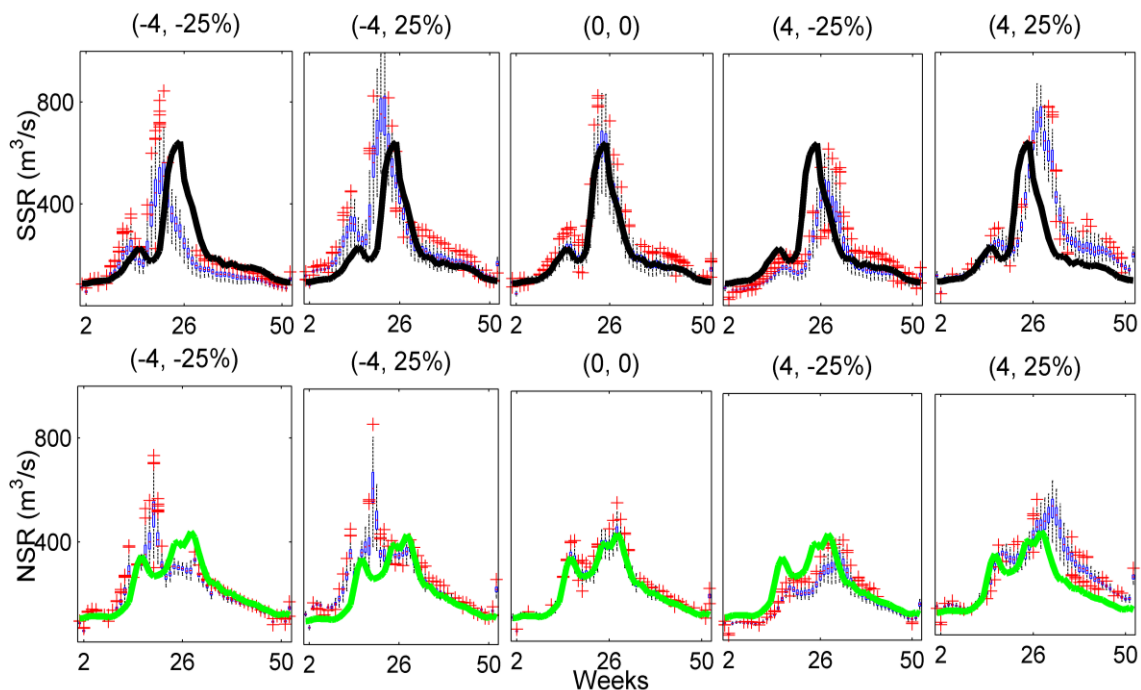 (-4, -25%) (-4, 25%) (0, 0) (4, -25%) (4, 25%)
SSR (m³/s)
800
400
2 26 50 2 26 50 2 26 50 2 26 50 2 26 50
(-4, -25%) (-4, 25%) (0, 0) (4, -25%) (4, 25%)
NSR (m³/s)
800
400
2 26 50 2 26 50 2 26 50 2 26 50 2 26 50
Weeks